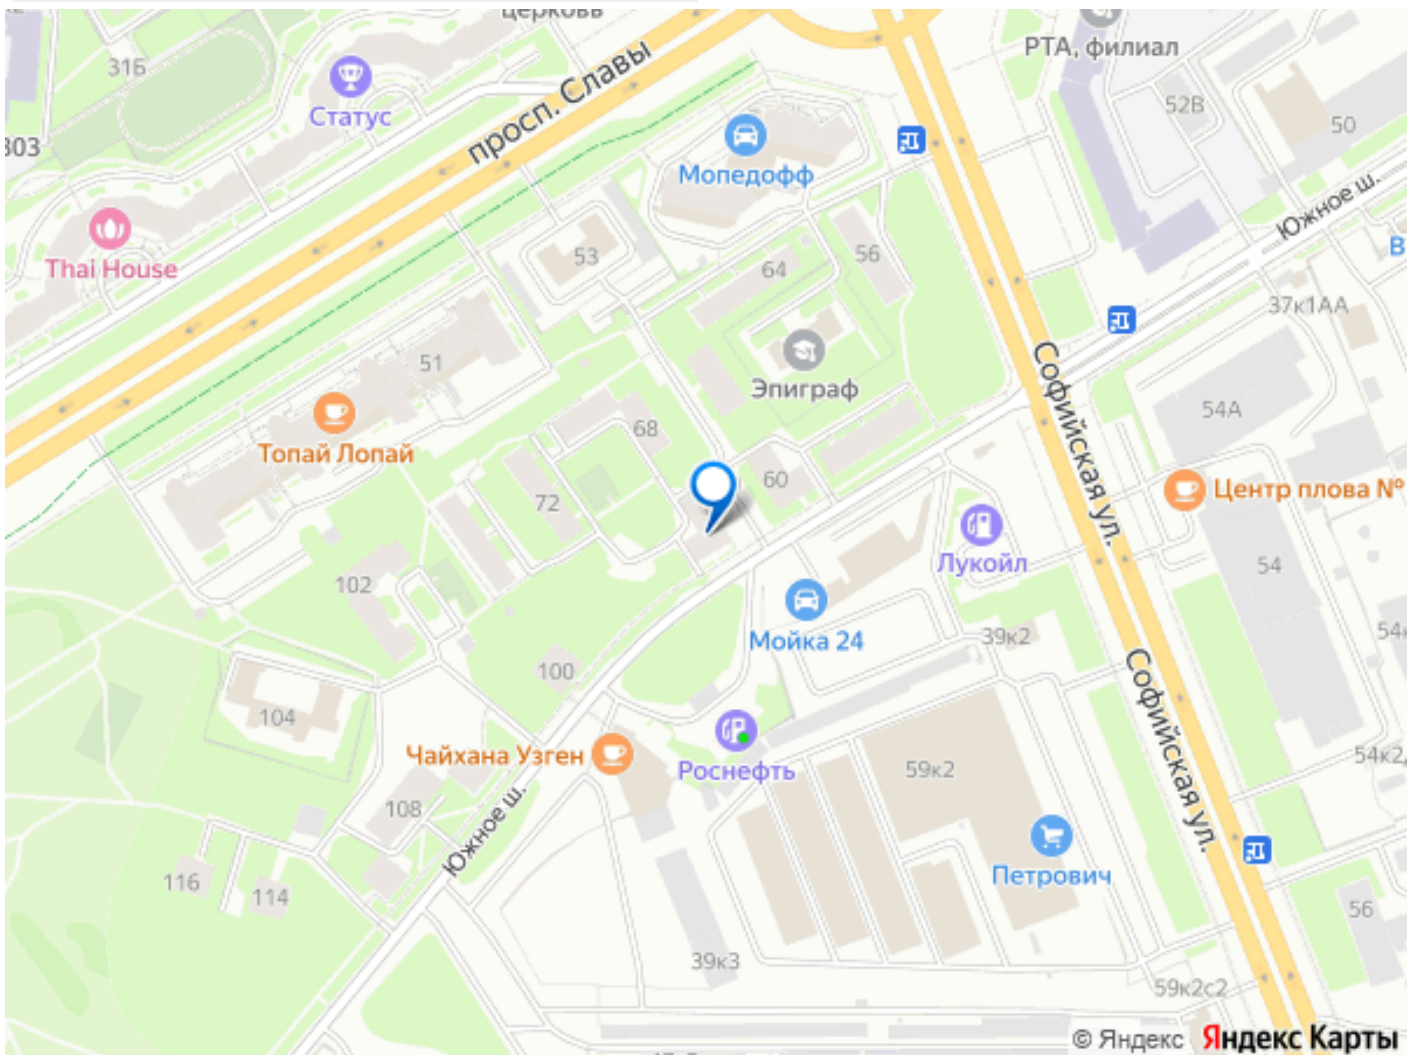 церковь
31Б
Статус
просп. Славы
РТА, филиал
52В
50
303
Мопедофф
Южное ш.
Thai House
53
64
56
В
37к1АА
51
Эпиграф
Софийская ул.
54А
Топай Лопай
68
60
72
Центр плова №
Лукойл
54
102
Мойка 24
39к2
54к
100
Софийская ул.
104
Чайхана Узген
Роснефть
59к2
54к2
108
Южное ш.
Петрович
116
114
56
39к3
59к2с2
© Яндекс Яндекс Карты